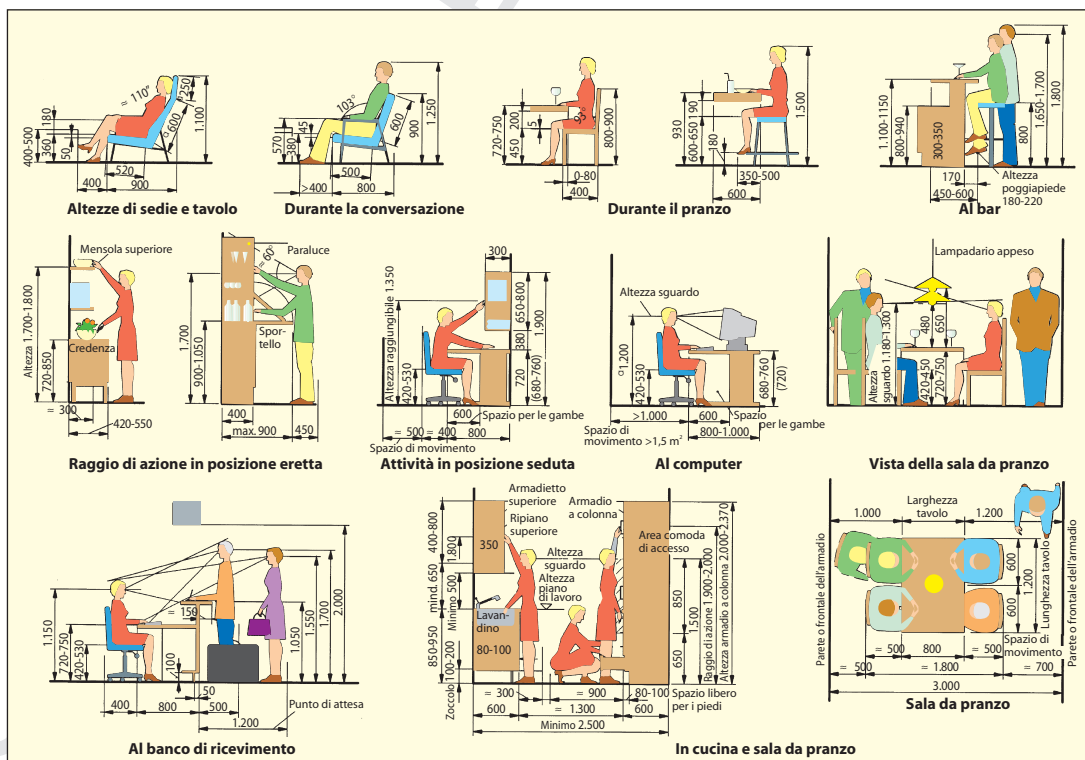 ≈ 110°
250
1.100
≈ 600
180
400-500
360
50
520
400
900
Altezze di sedie e tavolo
105°
45
570
380
600
900
1.250
500
>400
800
Durante la conversazione
720-750
200
5
450
93°
800-900
0-80
400
930
190
600-650
180
1.500
350-500
600
Durante il pranzo
1.100-1150
800-940
300-350
800
1.650-1.700
1.800
170
450-600
Altezza
poggiapiede
180-220
Al bar
Mensola superiore
Altezza 1.700-1.800
720-850
Credenza
≈ 300
420-550
≈ 60°
Paraluce
1.700
900-1.050
Spor-
tello
400
max. 900
450
Raggio di azione in posizione eretta
300
Altezza raggiungibile 1.350
420-530
650-800
380
1.900
720
(680-760)
600
Spazio per le gambe
≈ 500
≈ 400
800
Spazio di movimento
Attività in posizione seduta
Altezza sguardo
1.200
420-530
680-760
(720)
>1.000
600
Spazio
per le gambe
Spazio di
movimento >1,5 m²
800-1.000
Al computer
Lampadario appeso
Altezza
sguardo 1.180-1.300
480
650
420-450
720-750
Vista della sala da pranzo
≈ 150
1.150
720-750
420-530
1100
1.050
1.550
1.700
2.000
50
400
800
500
1.200
Punto di attesa
Al banco di ricevimento
Armadietto
superiore
Ripiano
superiore
Armadio
a colonna
Area comoda
di accesso
400-800
1.800
350
Altezza
sguardo
Altezza
piano
di lavoro
mind. 650
Minimo 500
Lavan-
dino
80-100
850-950
100-200
Zoccolo
850
650
1.500
Raggio di azione 1.900-2.000
Altezza armadio a colonna 2.000-2.370
≈ 300
≈ 900
80-100
Spazio libero
per i piedi
600
≈ 1.300
600
Minimo 2.500
In cucina e sala da pranzo
Larghezza
tavolo
1.000
1.200
Parete o frontale dell'armadio
600
600
1.200
Lunghezza tavolo
Parete o frontale dell'armadio
Spazio di
movimento
≈ 500
800
≈ 500
≈ 500
≈ 1.800
≈ 700
3.000
Sala da pranzo